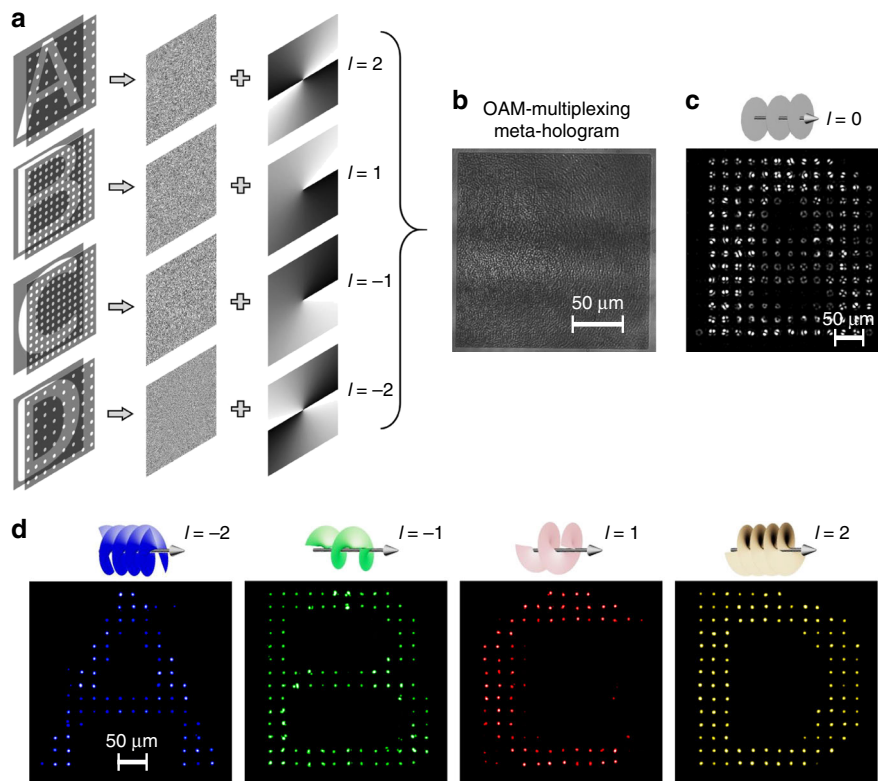 a
A
l = 2
B
l = 1
C
l = −1
D
l = −2
b
OAM-multiplexing
meta-hologram
50 μm
c
l = 0
50 μm
d
l = −2
A
50 μm
l = −1
B
l = 1
C
l = 2
D